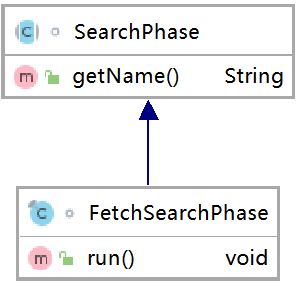 C SearchPhase
m getName() String
C FetchSearchPhase
m run() void